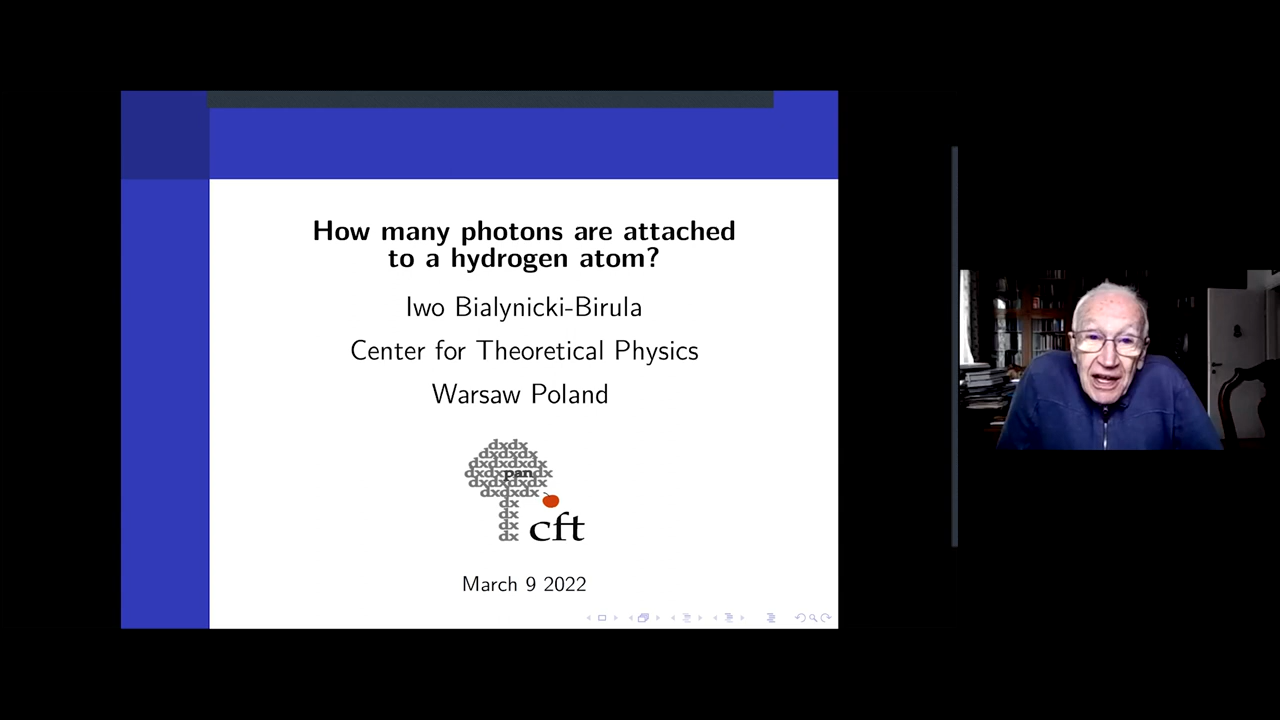 How many photons are attached
to a hydrogen atom?
Iwo Bialynicki-Birula
Center for Theoretical Physics
Warsaw Poland
dxdx
dxdxdx
dxdxdxdx
dxdxpandx
dxdxdxdx
dxdxdx
dx
dx
dx
dx
cft
March 9 2022